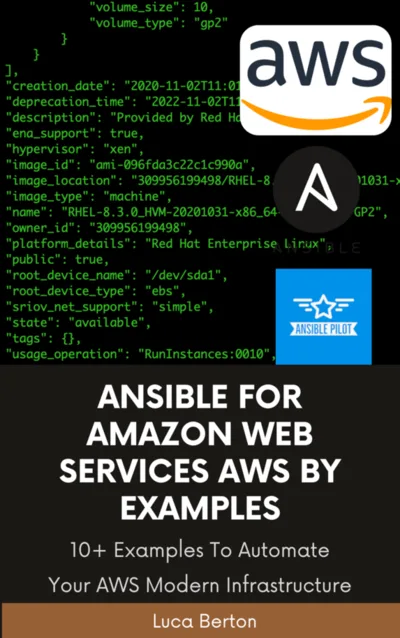 "volume_size": 10,
"volume_type": "gp2"
}
}
],
"creation_date": "2020-11-02T11:01
"deprecation_time": "2022-11-02T11
"description": "Provided by Red Ha
"ena_support": true,
"hypervisor": "xen",
"image_id": "ami-096fda3c22c1c990a",
"image_location": "309956199498/RHEL-8. 0201031-x
"image_type": "machine",
"name": "RHEL-8.3.0_HVM-20201031-x86_64 GP2",
"owner_id": "309956199498",
"platform_details": "Red Hat Enterprise Linux",
"public": true,
"root_device_name": "/dev/sda1",
"root_device_type": "ebs",
"sriov_net_support": "simple",
"state": "available",
"tags": {},
"usage_operation": "RunInstances:0010",
aws
A
ANSIBLE
ANSIBLE PILOT
ANSIBLE FOR
AMAZON WEB
SERVICES AWS BY
EXAMPLES
10+ Examples To Automate
Your AWS Modern Infrastructure
Luca Berton